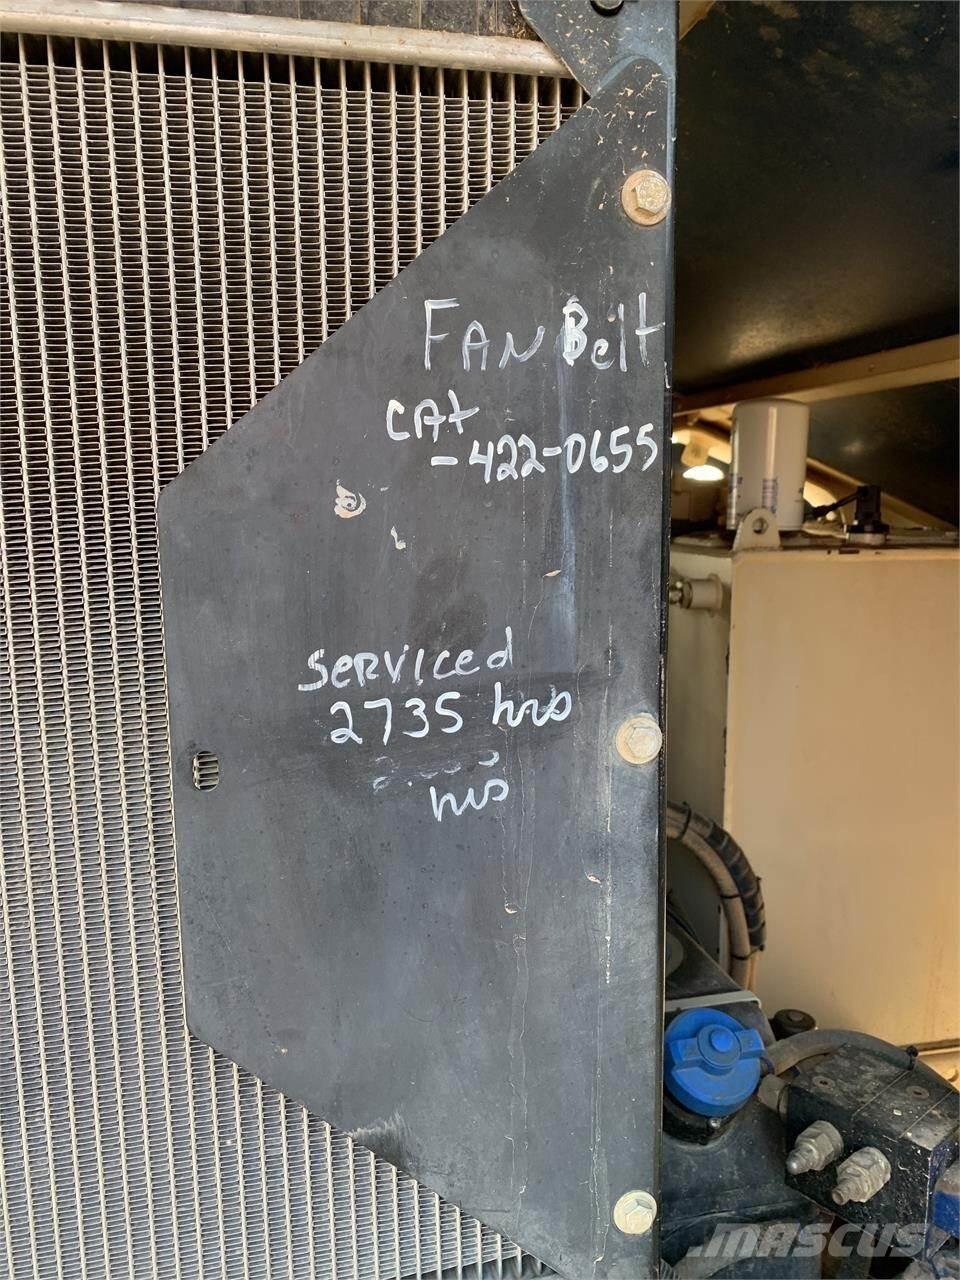 FAN Belt
CAt
-422-0655
serviced
2735 hrs
hrs
MASCUS